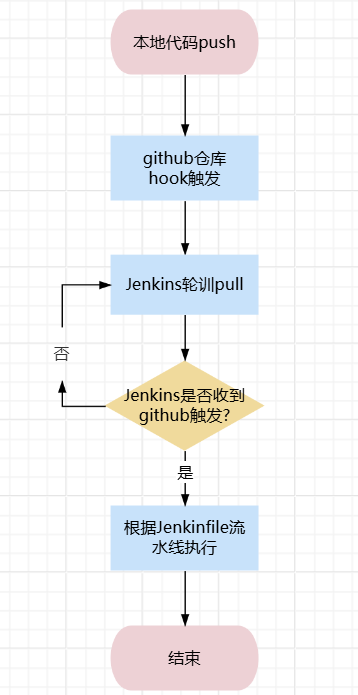 本地代码push
github仓库
hook触发
Jenkins轮训pull
否
Jenkins是否收到
github触发?
是
根据Jenkinfile流
水线执行
结束